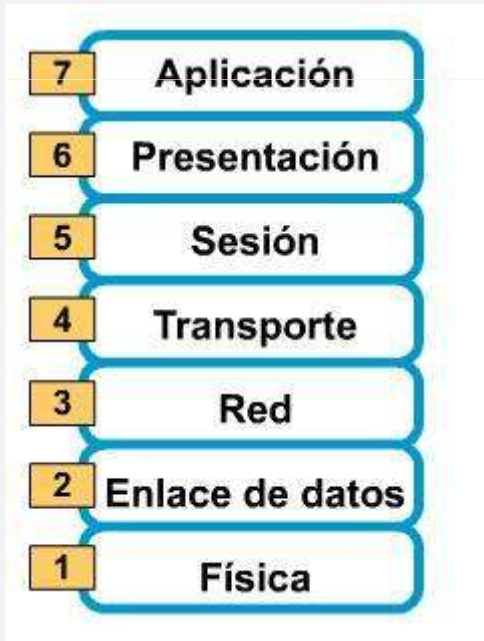 7 Aplicación
6 Presentación
5 Sesión
4 Transporte
3 Red
2 Enlace de datos
1 Física